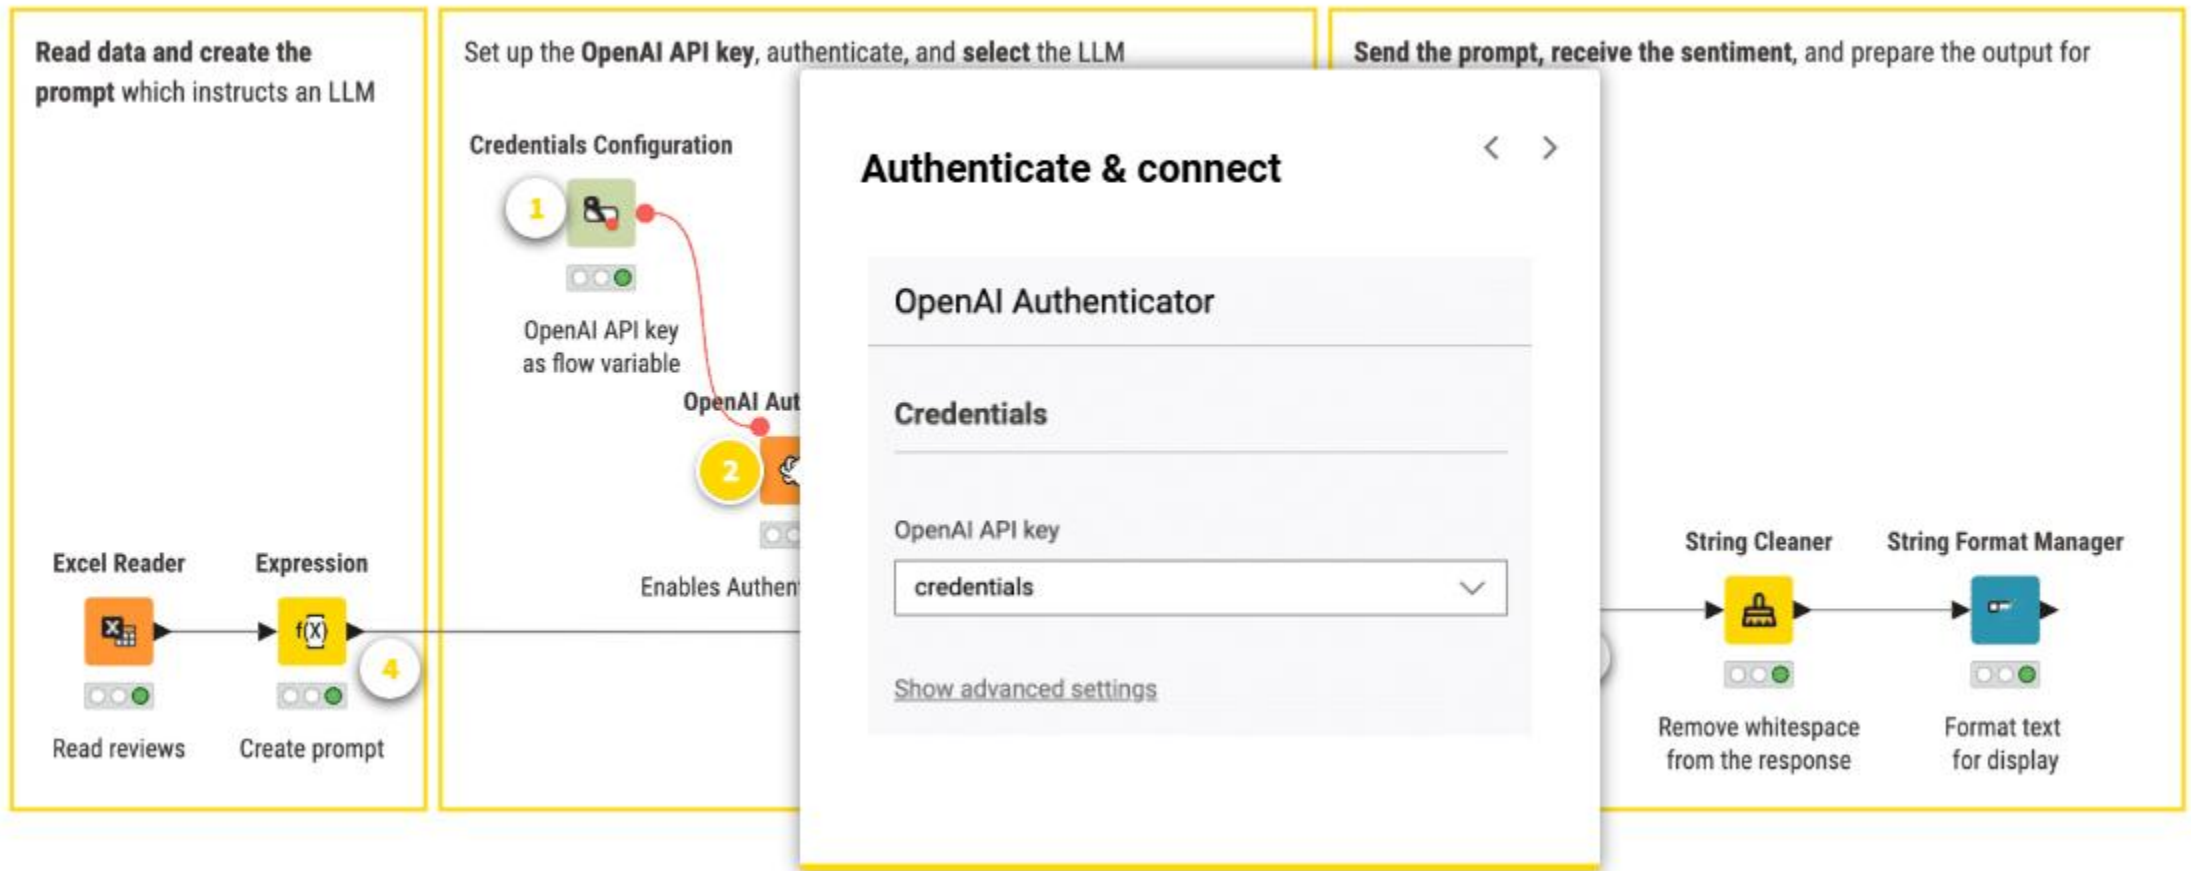 Read data and create the
prompt which instructs an LLM
Excel Reader
Expression
f(X)
4
Read reviews
Create prompt
Set up the OpenAI API key, authenticate, and select the LLM
Credentials Configuration
1
OpenAI API key
as flow variable
OpenAI Aut
2
Enables Authen
Authenticate & connect
OpenAI Authenticator
Credentials
OpenAI API key
credentials
Show advanced settings
Send the prompt, receive the sentiment, and prepare the output for
String Cleaner
String Format Manager
Remove whitespace
from the response
Format text
for display